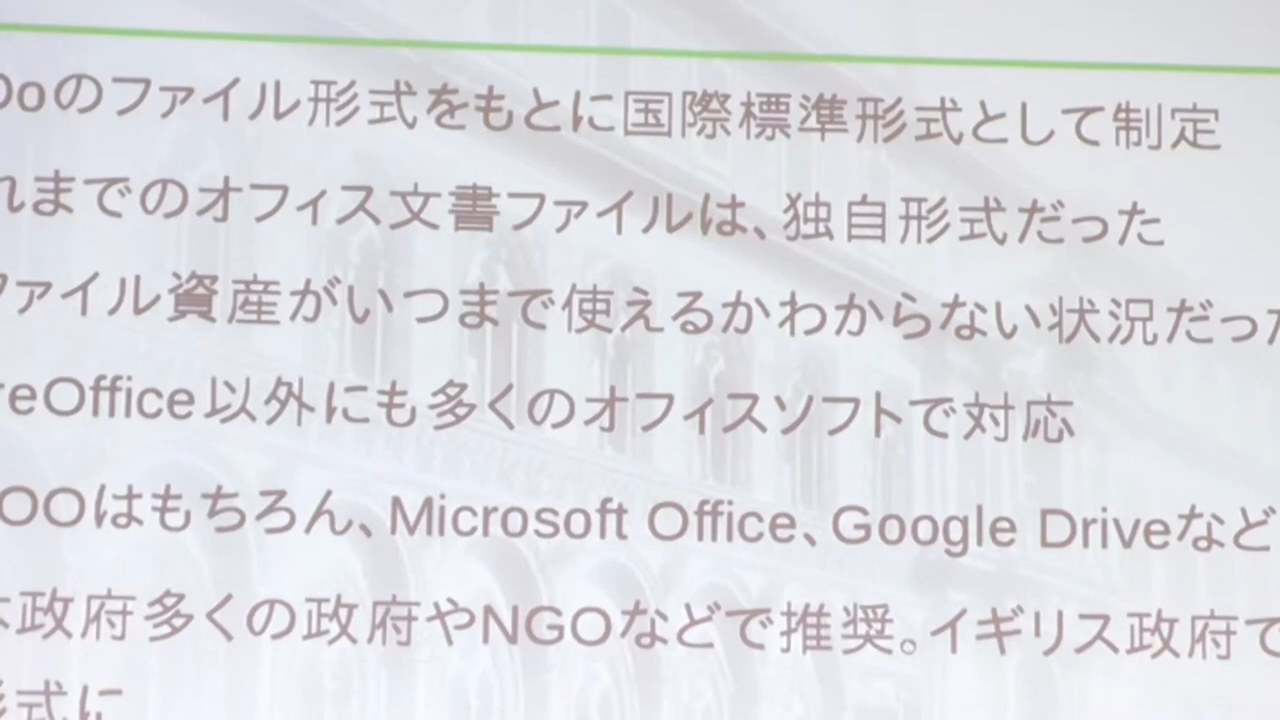 Oのファイル形式をもとに国際標準形式として制定
れまでのオフィス文書ファイルは、独自形式だった
ファイル資産がいつまで使えるかわからない状況だった
reOffice以外にも多くのオフィスソフトで対応
OOはもちろん、Microsoft Office、Google Driveなど
政府多くの政府やNGOなどで推奨。イギリス政府で
形式に